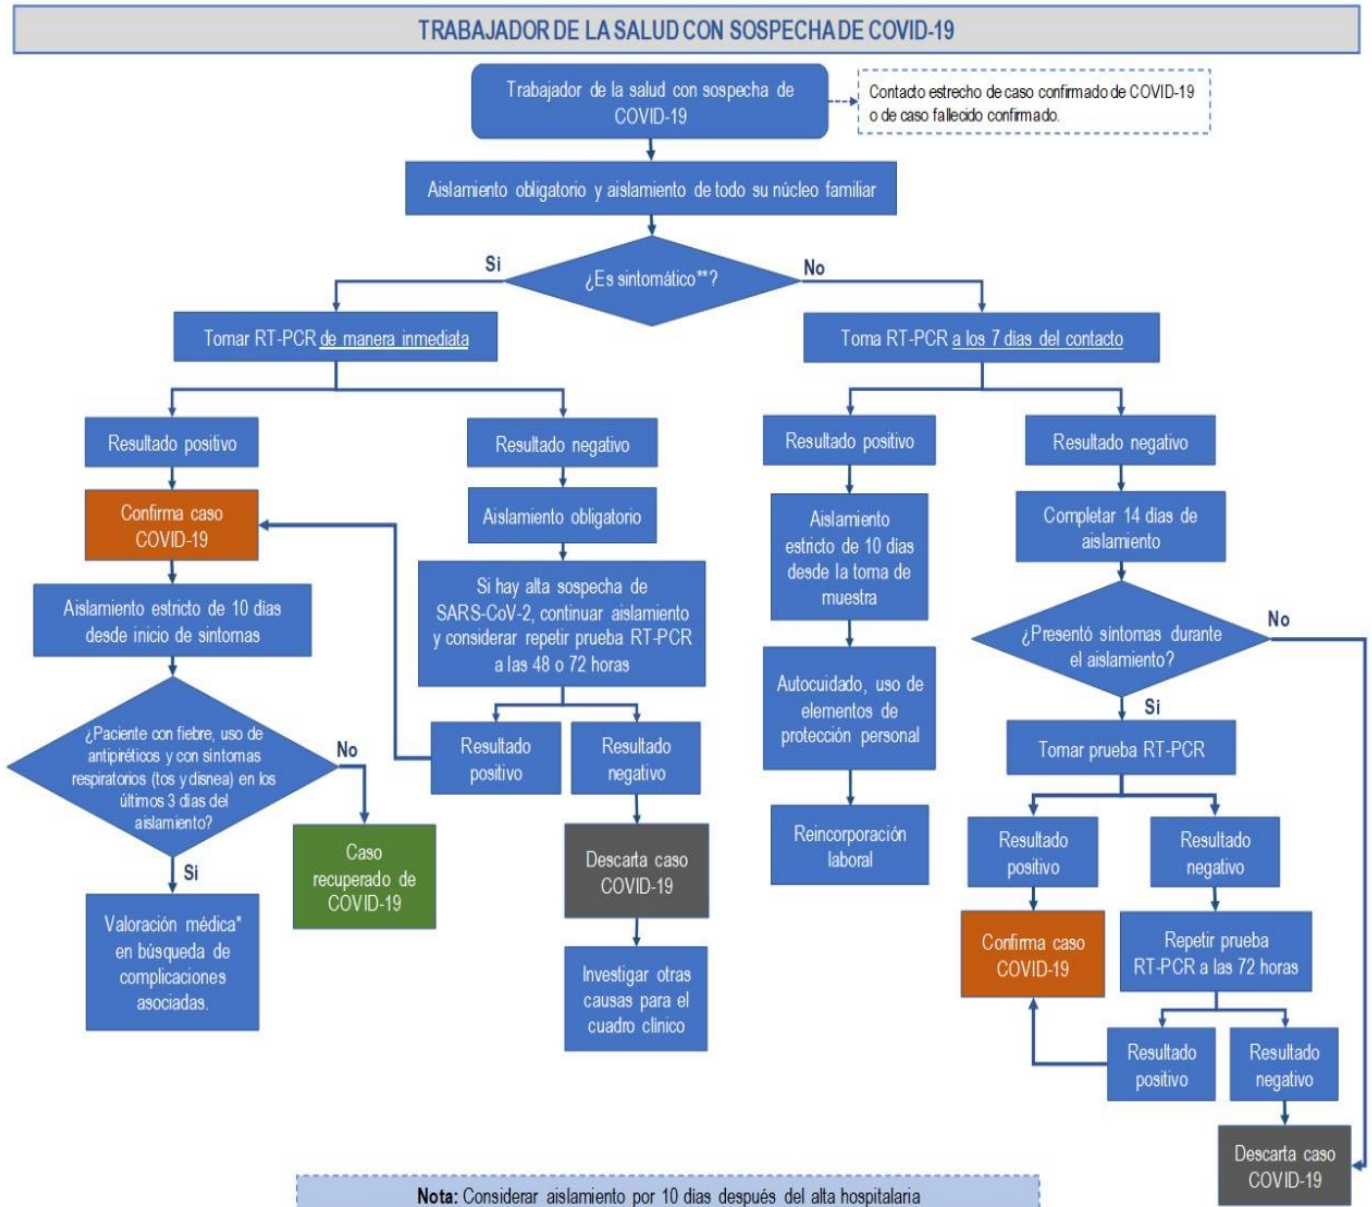 TRABAJADOR DE LA SALUD CON SOSPECHA DE COVID-19
Trabajador de la salud con sospecha de
COVID-19
Contacto estrecho de caso confirmado de COVID-19
o de caso fallecido confirmado.
Aislamiento obligatorio y aislamiento de todo su núcleo familiar
¿Es sintomático**?
Si
No
Tomar RT-PCR de manera inmediata
Toma RT-PCR a los 7 dias del contacto
Resultado positivo
Resultado negativo
Resultado positivo
Resultado negativo
Confirma caso
COVID-19
Aislamiento obligatorio
Aislamiento
estricto de 10 dias
desde la toma de
muestra
Completar 14 dias de
aislamiento
Aislamiento estricto de 10 dias
desde inicio de sintomas
Si hay alta sospecha de
SARS-CoV-2, continuar aislamiento
y considerar repetir prueba RT-PCR
a las 48 o 72 horas
¿Presentó sintomas durante
el aislamiento?
No
Si
Autocuidado, uso de
elementos de
protección personal
¿Paciente con fiebre, uso de
antipiréticos y con sintomas
respiratorios (tos y disnea) en los
últimos 3 dias del
aislamiento?
No
Si
Resultado
positivo
Resultado
negativo
Tomar prueba RT-PCR
Caso
recuperado de
COVID-19
Descarta caso
COVID-19
Reincorporación
laboral
Resultado
positivo
Resultado
negativo
Valoración médica*
en búsqueda de
complicaciones
asociadas.
Investigar otras
causas para el
cuadro clínico
Confirma caso
COVID-19
Repetir prueba
RT-PCR a las 72 horas
Resultado
positivo
Resultado
negativo
Descarta caso
COVID-19
Nota: Considerar aislamiento por 10 dias después del alta hospitalaria